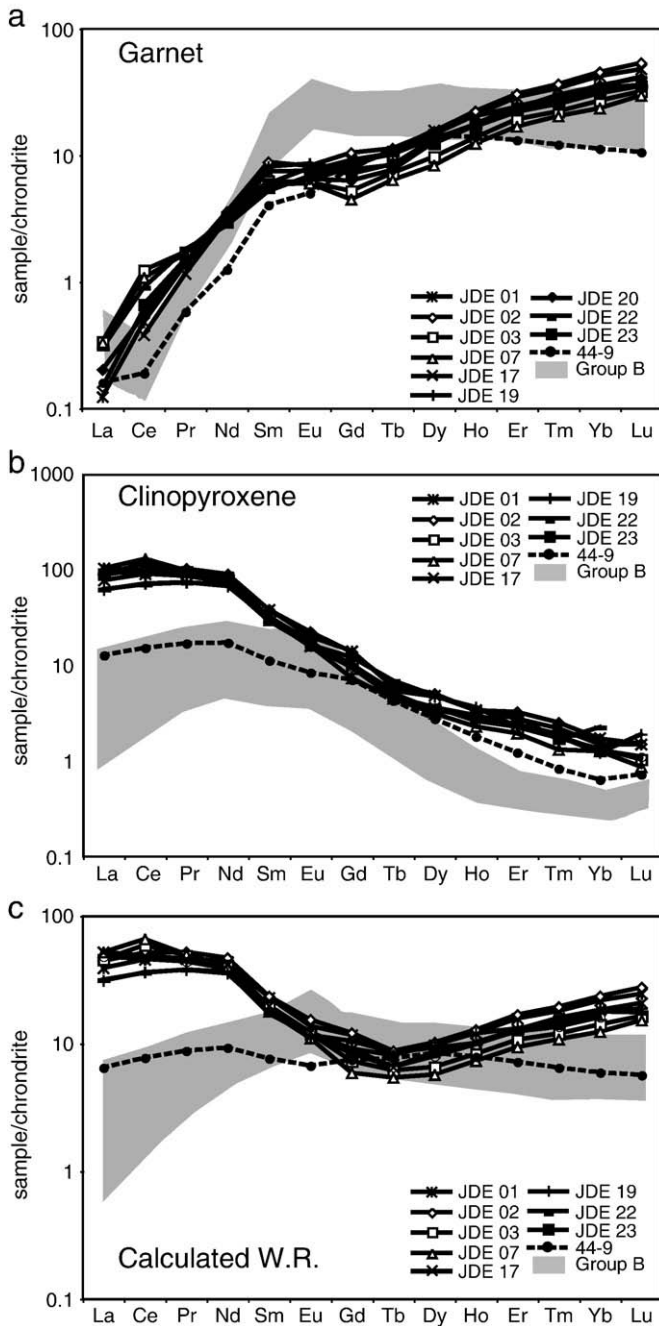 a
Garnet
100
10
1
0.1
sample/chrondrite
JDE 01
JDE 02
JDE 03
JDE 07
JDE 17
JDE 19
JDE 20
JDE 22
JDE 23
44-9
Group B
La Ce Pr Nd Sm Eu Gd Tb Dy Ho Er Tm Yb Lu
b
Clinopyroxene
1000
100
10
1
0.1
sample/chrondrite
JDE 01
JDE 02
JDE 03
JDE 07
JDE 17
JDE 19
JDE 22
JDE 23
44-9
Group B
La Ce Pr Nd Sm Eu Gd Tb Dy Ho Er Tm Yb Lu
c
100
10
1
0.1
sample/chrondrite
Calculated W.R.
JDE 01
JDE 02
JDE 03
JDE 07
JDE 17
JDE 19
JDE 22
JDE 23
44-9
Group B
La Ce Pr Nd Sm Eu Gd Tb Dy Ho Er Tm Yb Lu